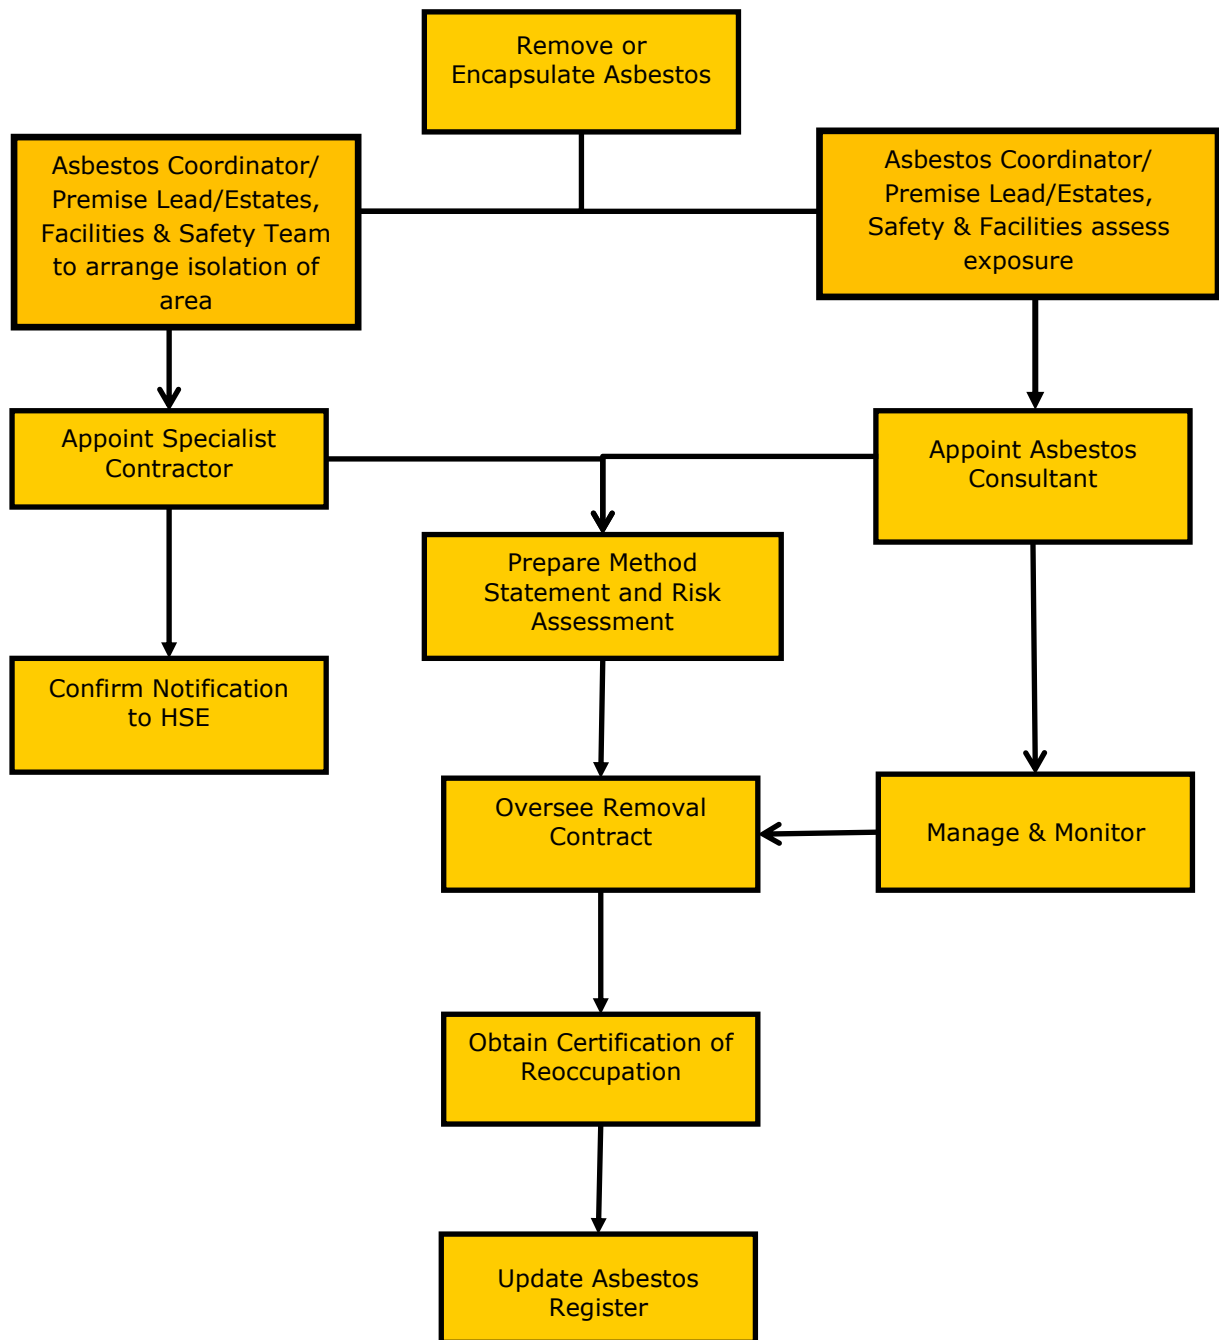 Remove or
Encapsulate Asbestos
Asbestos Coordinator/
Premise Lead/Estates,
Facilities & Safety Team
to arrange isolation of
area
Asbestos Coordinator/
Premise Lead/Estates,
Safety & Facilities assess
exposure
Appoint Specialist
Contractor
Appoint Asbestos
Consultant
Prepare Method
Statement and Risk
Assessment
Confirm Notification
to HSE
Oversee Removal
Contract
Manage & Monitor
Obtain Certification of
Reoccupation
Update Asbestos
Register